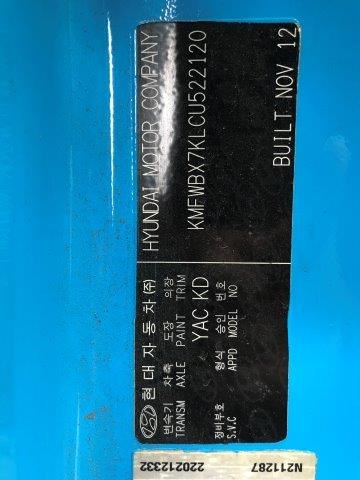 현대자동차(주) HYUNDAI MOTOR COMPANY
변속기 차축 도장 의장
TRANSM AXLE PAINT TRIM
YAC KD
KMFWBX7KLCU522120
형식 승인 번호
APPD MODEL NO
정비부호
S.V.C
BUILT NOV 12
220212332
N211287